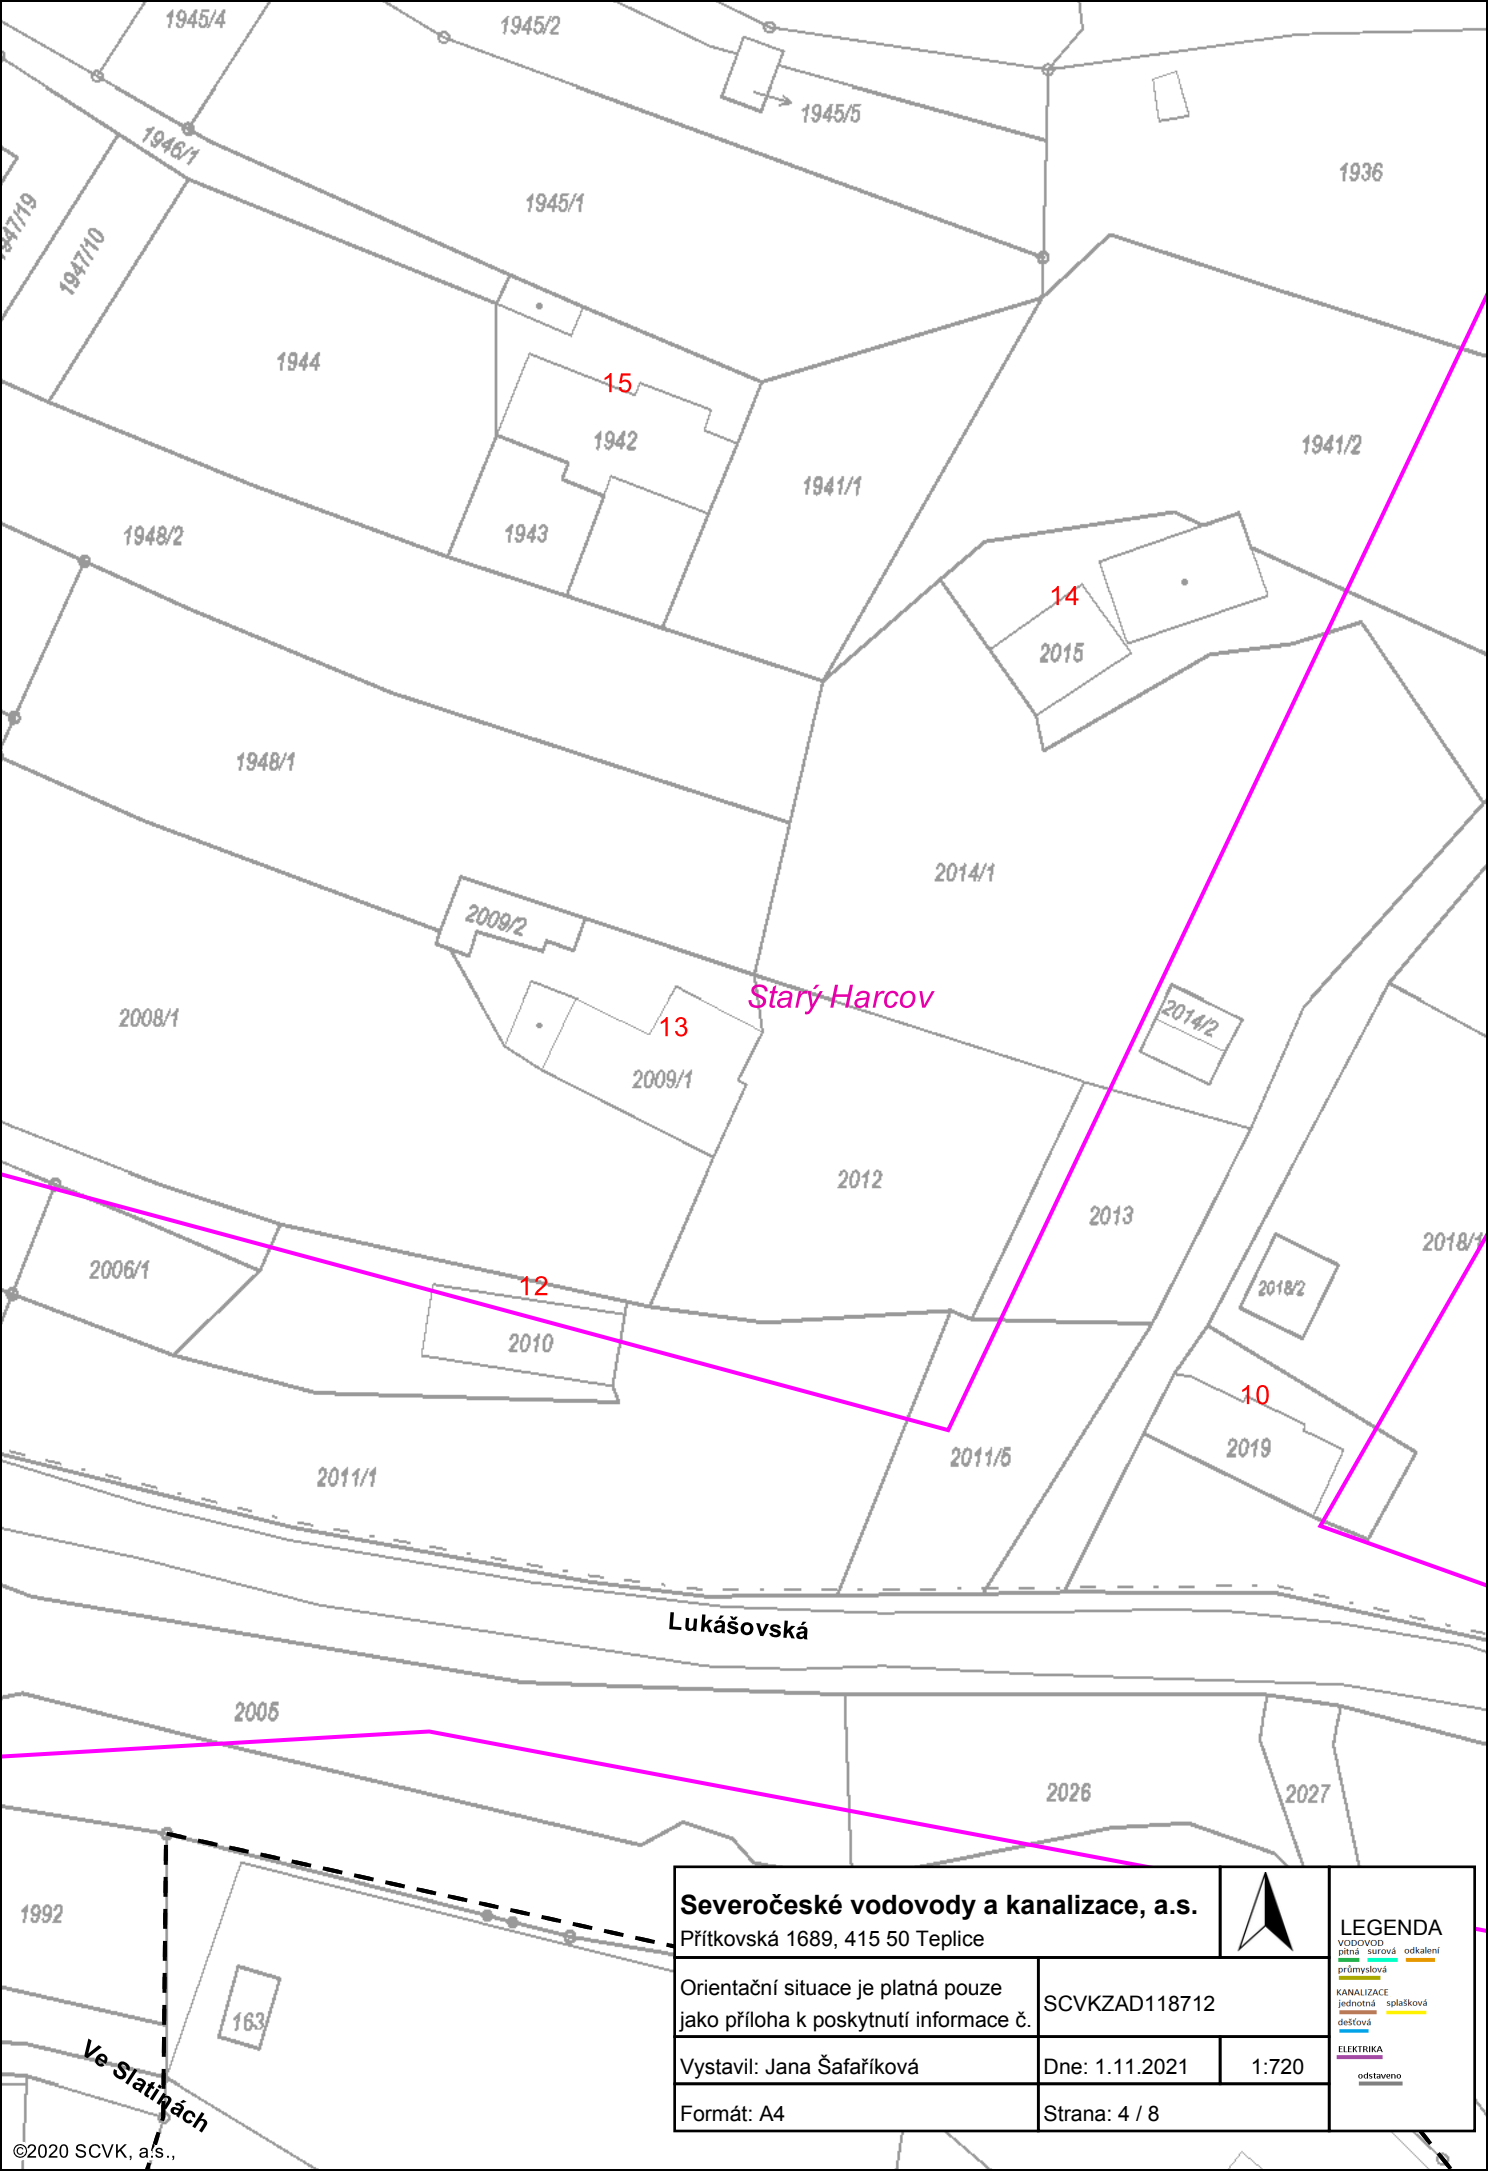 1945/4
1945/2
1945/5
1946/1
1936
1945/1
1947/10
1944
15
1942
1941/2
1941/1
1943
1948/2
14
2015
1948/1
2014/1
2009/2
Starý Harcov
2008/1
2014/2
13
2009/1
2012
2013
2018/1
2006/1
12
2018/2
2010
10
2019
2011/5
2011/1
Lukášovská
2005
2026
2027
1992
163
Ve Slatinách
©2020 SCVK, a.s.,
Severočeské vodovody a kanalizace, a.s.
Přítkovská 1689, 415 50 Teplice
Orientační situace je platná pouze
jako příloha k poskytnutí informace č.
SCVKZAD118712
Vystavil: Jana Šafaříková
Dne: 1.11.2021
1:720
Formát: A4
Strana: 4 / 8
LEGENDA
VODOVOD
pitná surová odkalení
průmyslová
KANALIZACE
jednotná splašková
dešťová
ELEKTRIKA
odstaveno